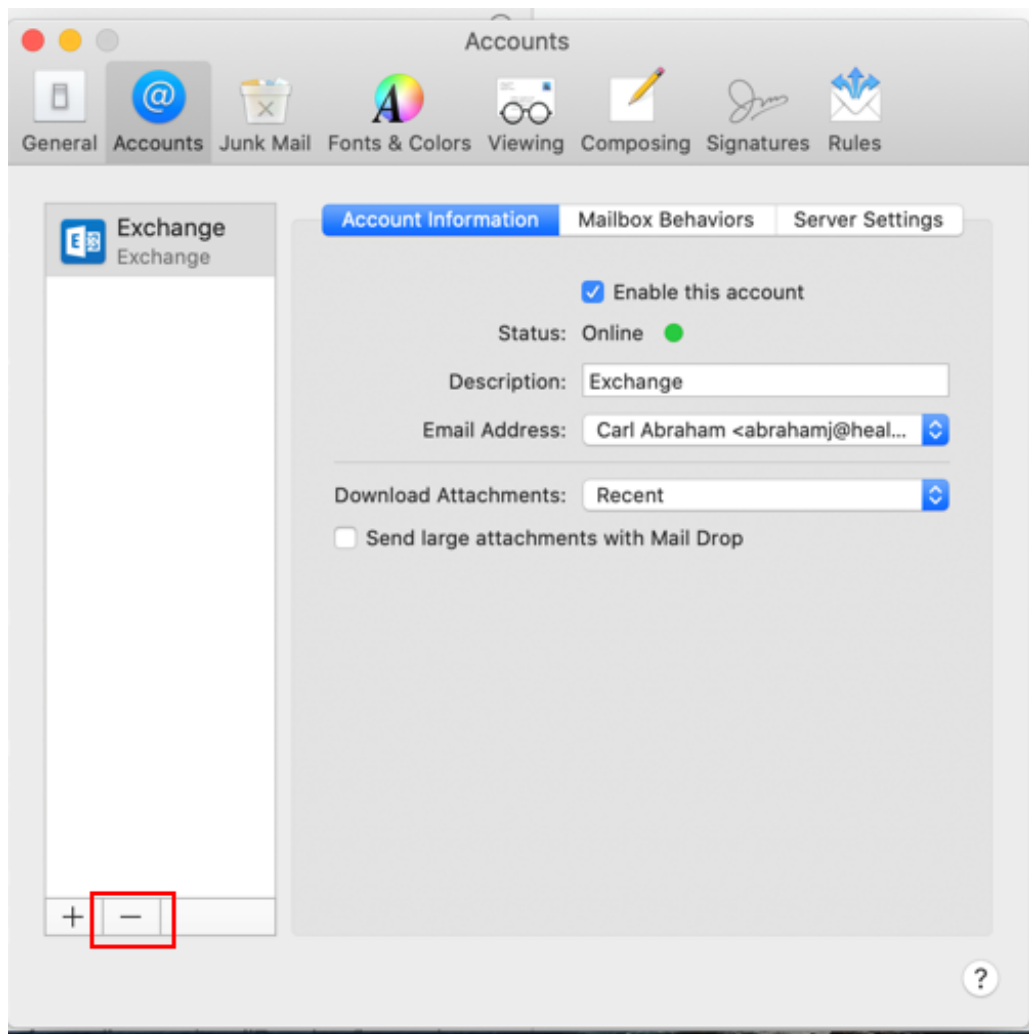 Accounts
General Accounts Junk Mail Fonts & Colors Viewing Composing Signatures Rules
Exchange
Exchange
Account Information Mailbox Behaviors Server Settings
Enable this account
Status: Online
Description: Exchange
Email Address: Carl Abraham <abrahamj@heal...
Download Attachments: Recent
Send large attachments with Mail Drop
+ −
?